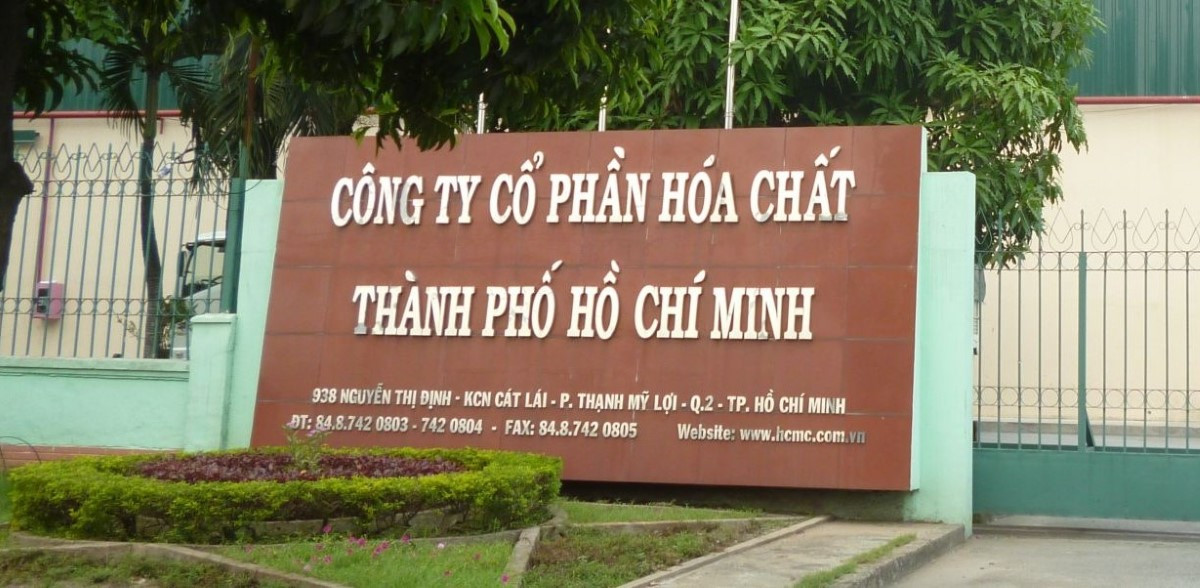 CÔNG TY CỔ PHẦN HÓA CHẤT
THÀNH PHỐ HỒ CHÍ MINH
938 NGUYỄN THỊ ĐỊNH - KCN CÁT LÁI - P. THẠNH MỸ LỢI - Q.2 - TP. HỒ CHÍ MINH
ĐT: 84.8.742 0803 - 742 0804 - FAX: 84.8.742 0805 Website: www.hcmc.com.vn